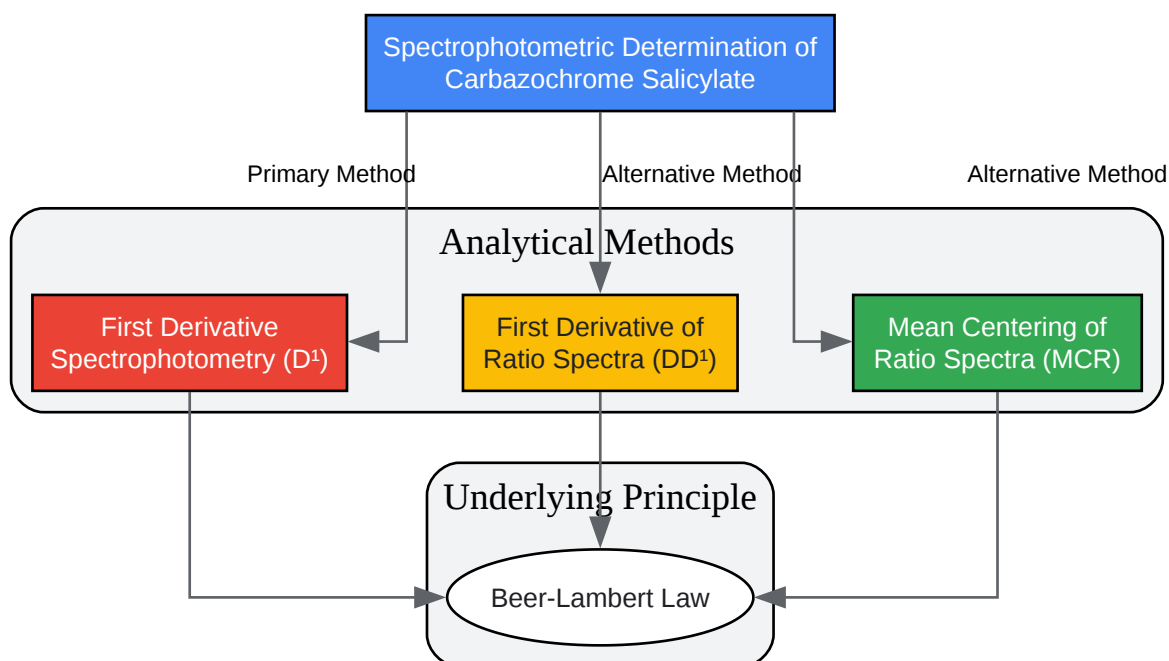 Spectrophotometric Determination of
Carbazochrome Salicylate
Primary Method
Alternative Method
Alternative Method
Analytical Methods
First Derivative
Spectrophotometry (D¹)
First Derivative of
Ratio Spectra (DD¹)
Mean Centering of
Ratio Spectra (MCR)
Underlying Principle
Beer-Lambert Law